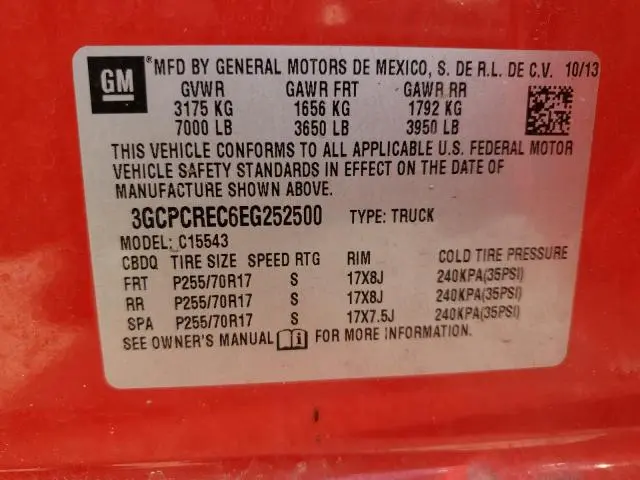 GM ® MFD BY GENERAL MOTORS DE MEXICO, S. DE R.L. DE C.V. 10/13
GVWR GAWR FRT GAWR RR
3175 KG 1656 KG 1792 KG
7000 LB 3650 LB 3950 LB
THIS VEHICLE CONFORMS TO ALL APPLICABLE U.S. FEDERAL MOTOR
VEHICLE SAFETY STANDARDS IN EFFECT ON THE DATE OF
MANUFACTURE SHOWN ABOVE.
3GCPCREC6EG252500 TYPE: TRUCK
MODEL: C15543
CBDQ TIRE SIZE SPEED RTG RIM COLD TIRE PRESSURE
FRT P255/70R17 S 17X8J 240KPA(35PSI)
RR P255/70R17 S 17X8J 240KPA(35PSI)
SPA P255/70R17 S 17X7.5J 240KPA(35PSI)
SEE OWNER'S MANUAL i FOR MORE INFORMATION.